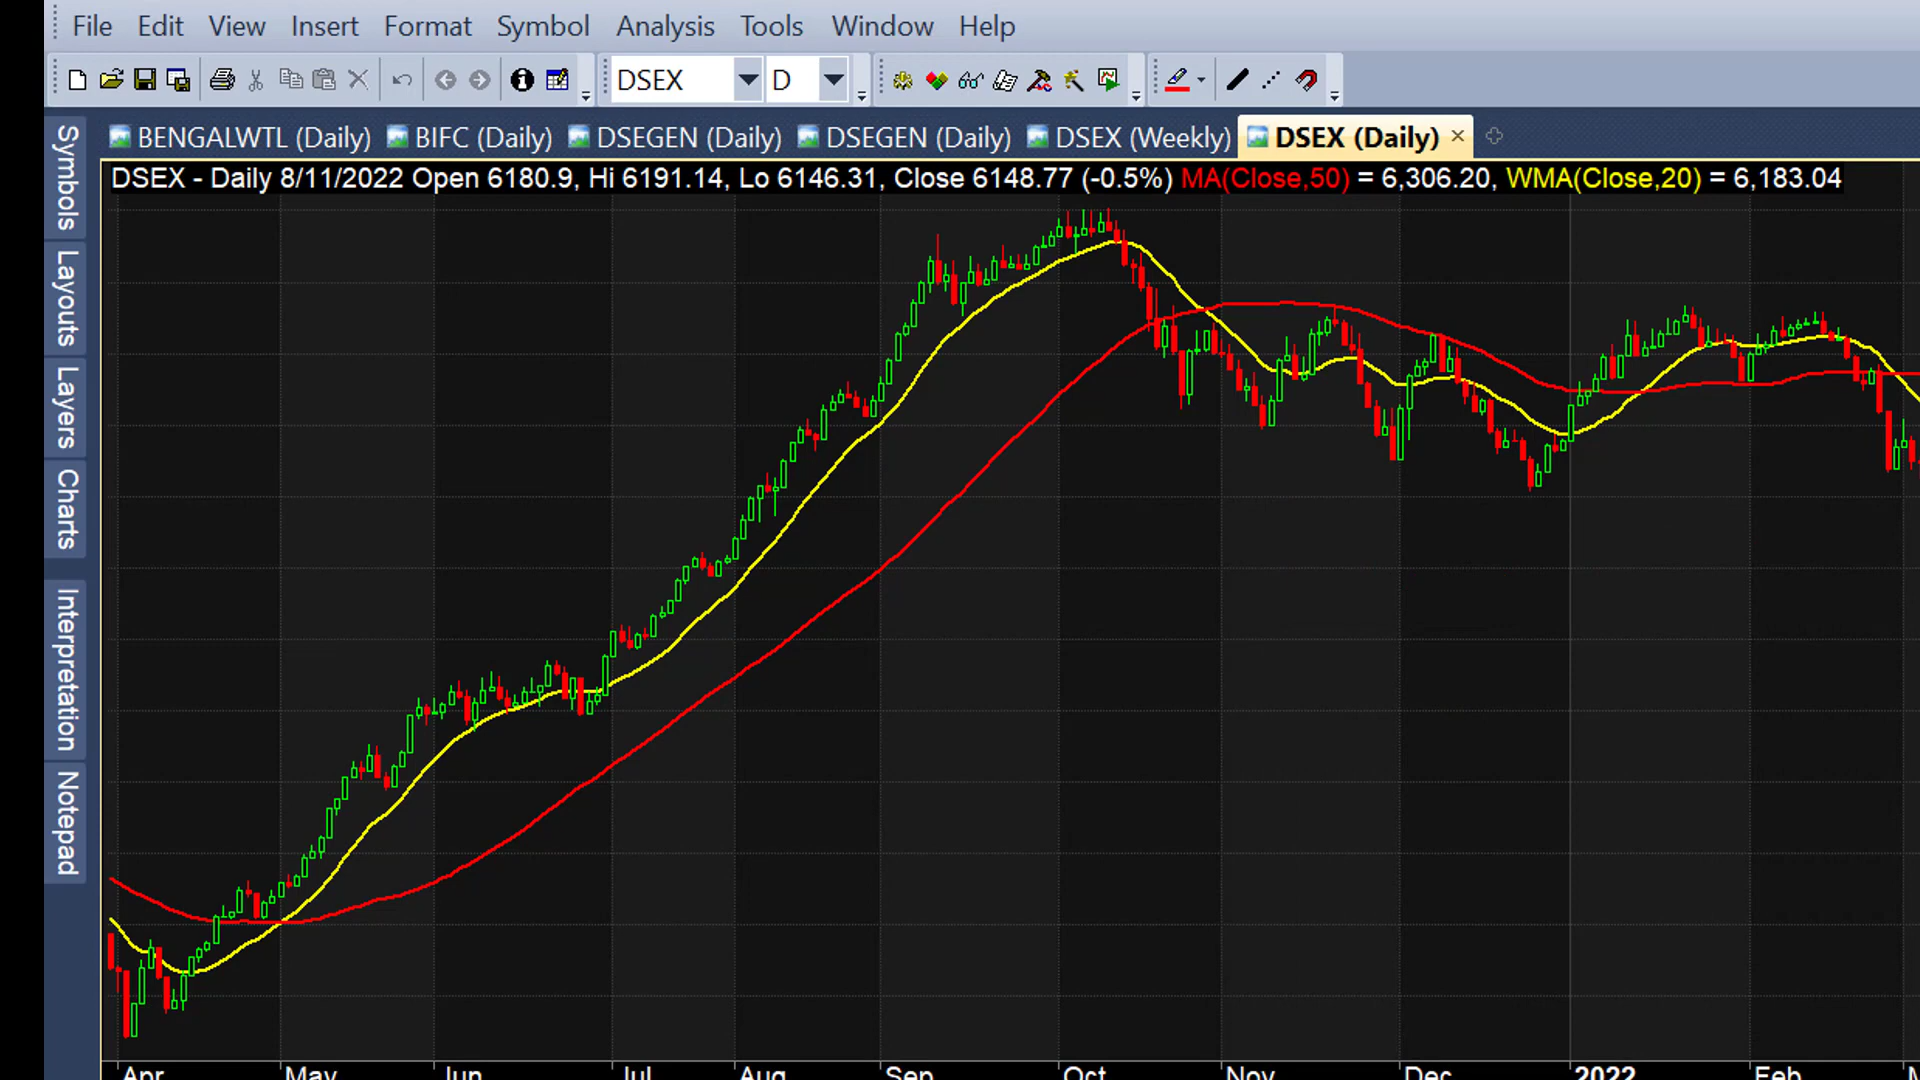 File Edit View Insert Format Symbol Analysis Tools Window Help
DSEX D
BENGALWTL (Daily) BIFC (Daily) DSEGEN (Daily) DSEGEN (Daily) DSEX (Weekly) DSEX (Daily)
DSEX - Daily 8/11/2022 Open 6180.9, Hi 6191.14, Lo 6146.31, Close 6148.77 (-0.5%) MA(Close,50) = 6,306.20, WMA(Close,20) = 6,183.04
Symbols
Layouts
Layers
Charts
Interpretation
Notepad
Apr May Jun Jul Aug Sep Oct Nov Dec 2022 Feb